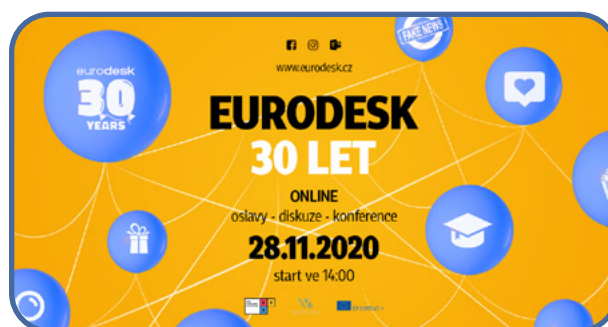 www.eurodesk.cz
FAKE NEWS
eurodesk
30
YEARS
EURODESK
30 LET
ONLINE
oslavy - diskuze - konference
28.11.2020
start ve 14:00